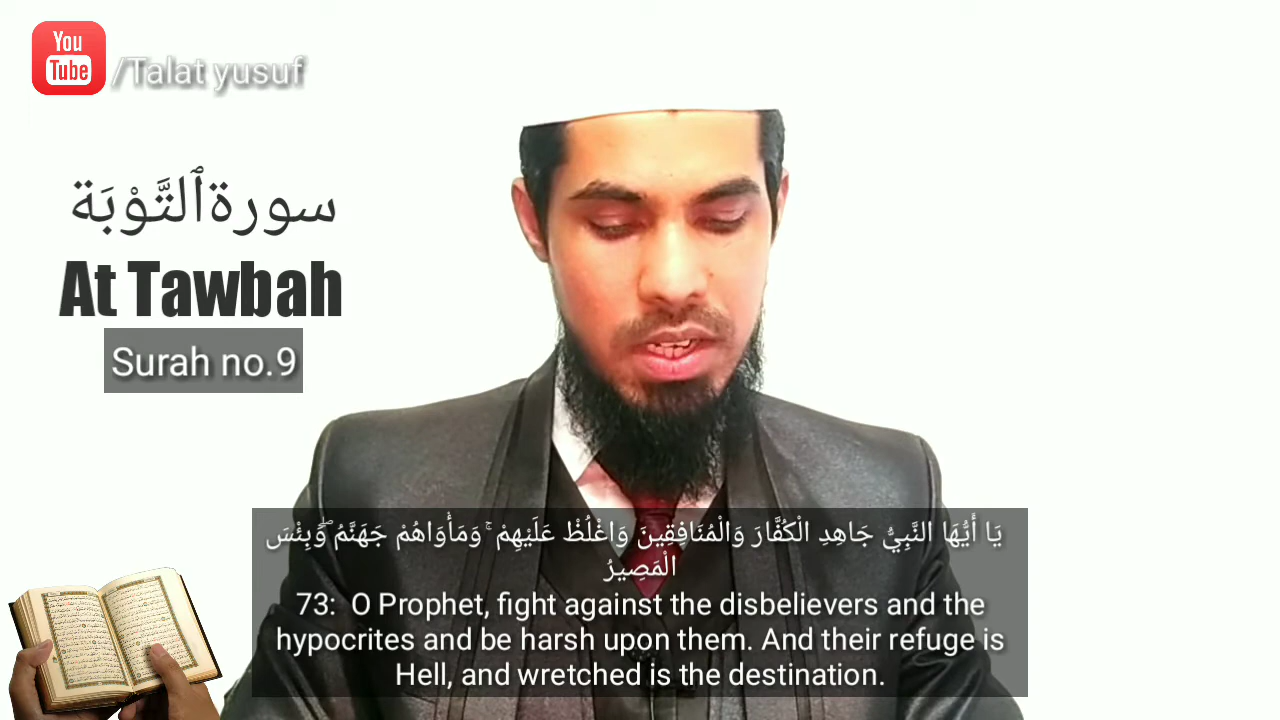 You
Tube
/Talat yusuf
سورة ٱلتَّوْبَة
At Tawbah
Surah no.9
يَا أَيُّهَا النَّبِيُّ جَاهِدِ الْكُفَّارَ وَالْمُنَافِقِينَ وَاغْلُظْ عَلَيْهِمْ ۚ وَمَأْوَاهُمْ جَهَنَّمُ ۖ وَبِئْسَ
الْمَصِيرُ
73: O Prophet, fight against the disbelievers and the
hypocrites and be harsh upon them. And their refuge is
Hell, and wretched is the destination.